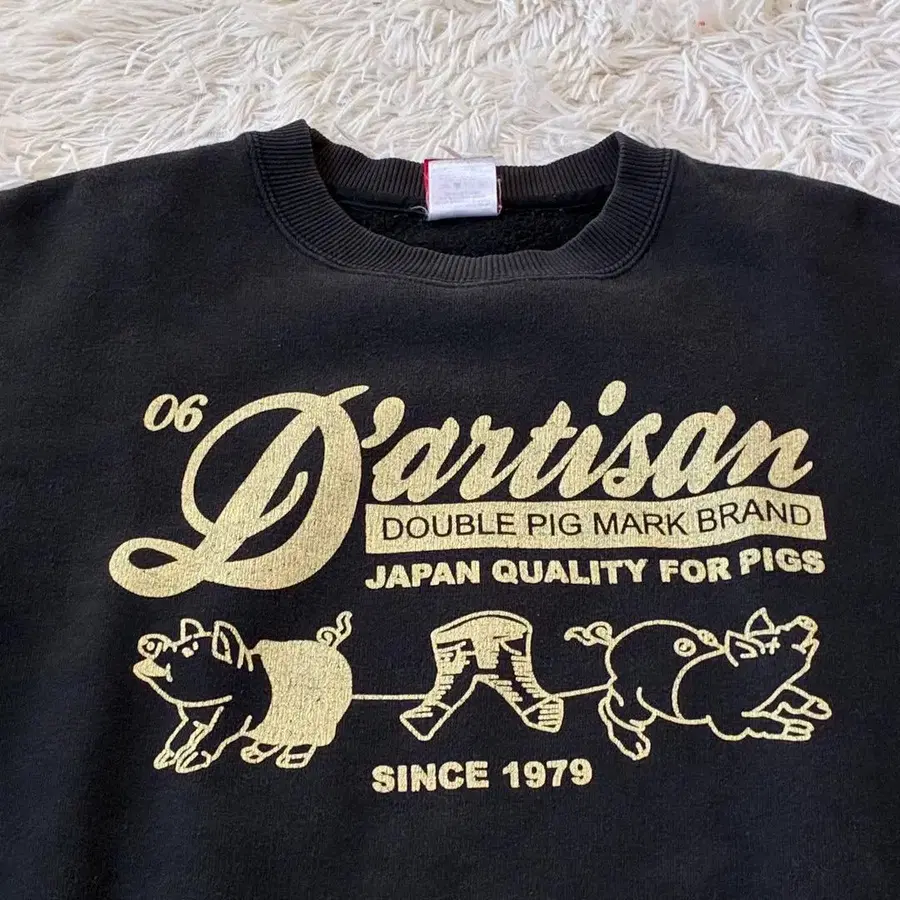 06 D'artisan
DOUBLE PIG MARK BRAND
JAPAN QUALITY FOR PIGS
SINCE 1979